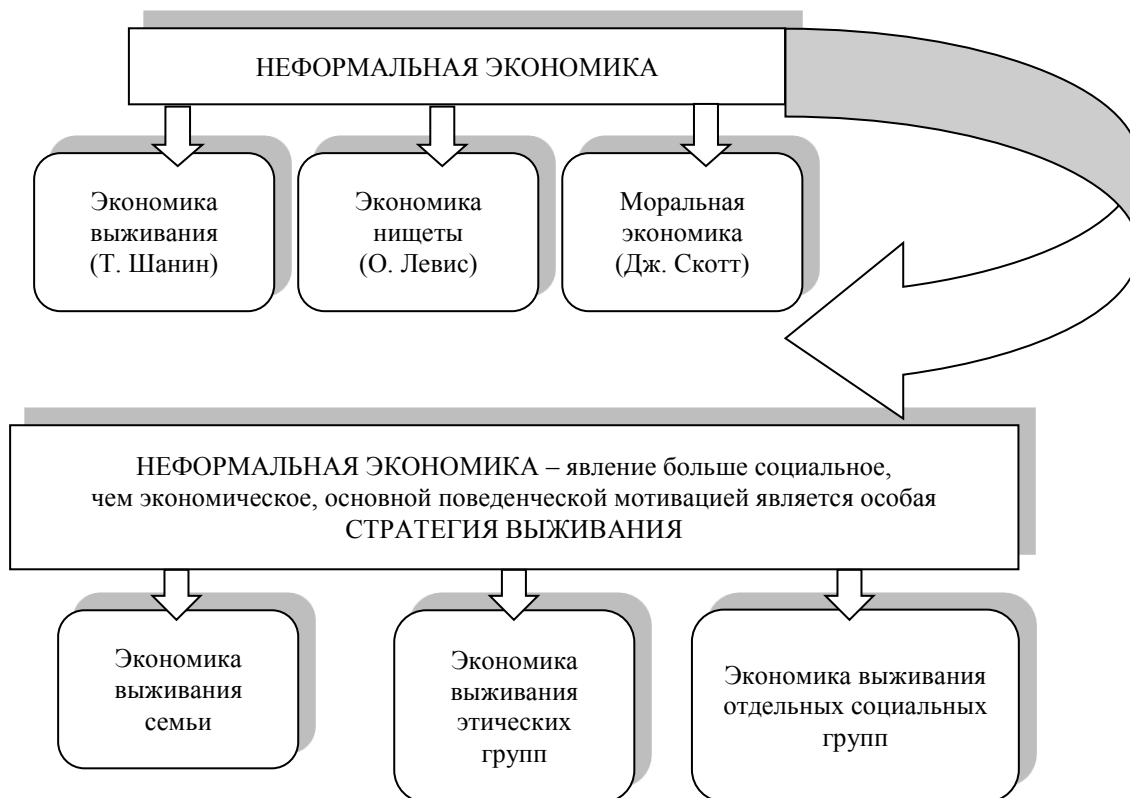 НЕФОРМАЛЬНАЯ ЭКОНОМИКА
Экономика
выживания
(Т. Шанин)
Экономика
нищеты
(О. Левис)
Моральная
экономика
(Дж. Скотт)
НЕФОРМАЛЬНАЯ ЭКОНОМИКА – явление больше социальное,
чем экономическое, основной поведенческой мотивацией является особая
СТРАТЕГИЯ ВЫЖИВАНИЯ
Экономика
выживания
семьи
Экономика
выживания
этических
групп
Экономика выживания
отдельных социальных
групп